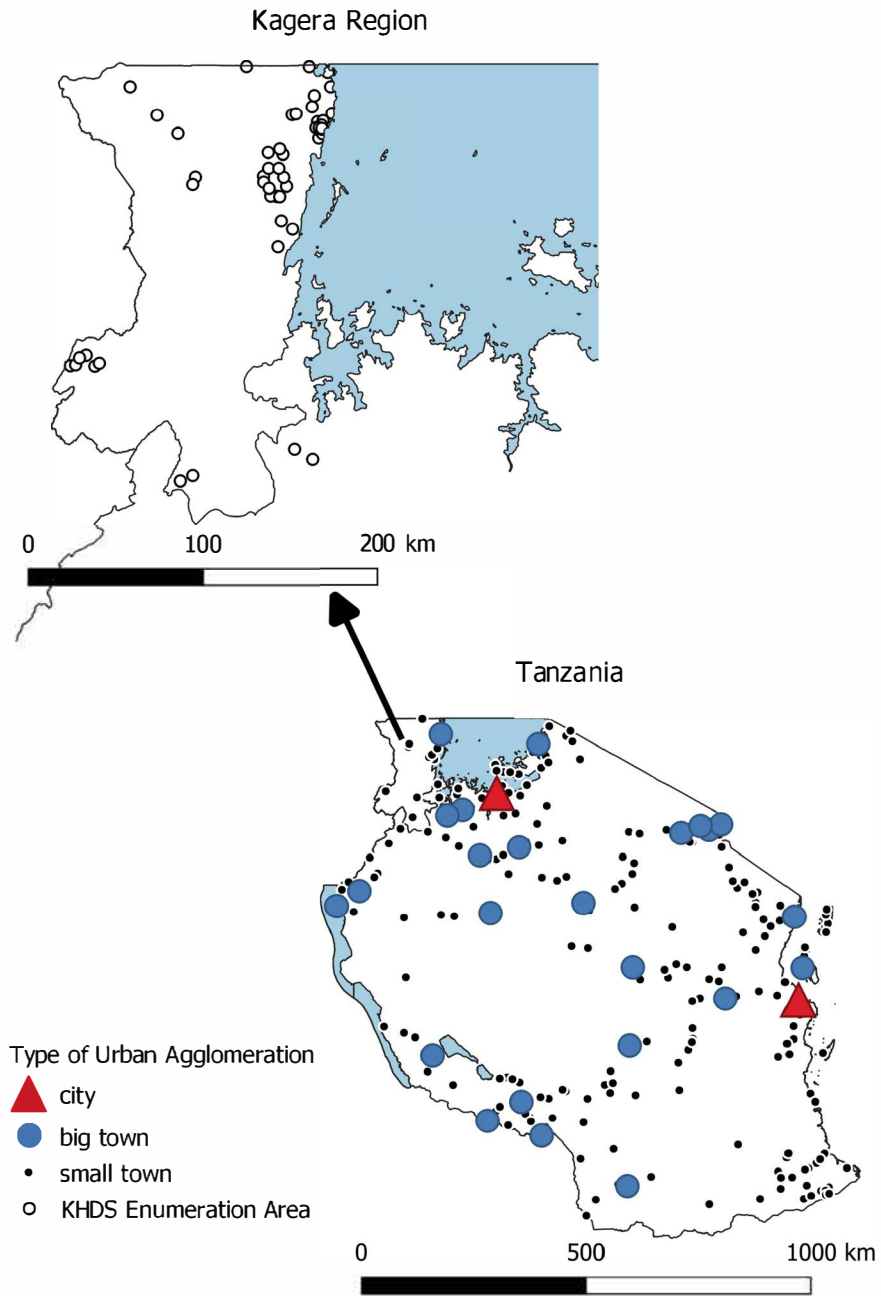 Kagera Region
0 100 200 km
Tanzania
Type of Urban Agglomeration
city
big town
small town
KHDS Enumeration Area
0 500 1000 km